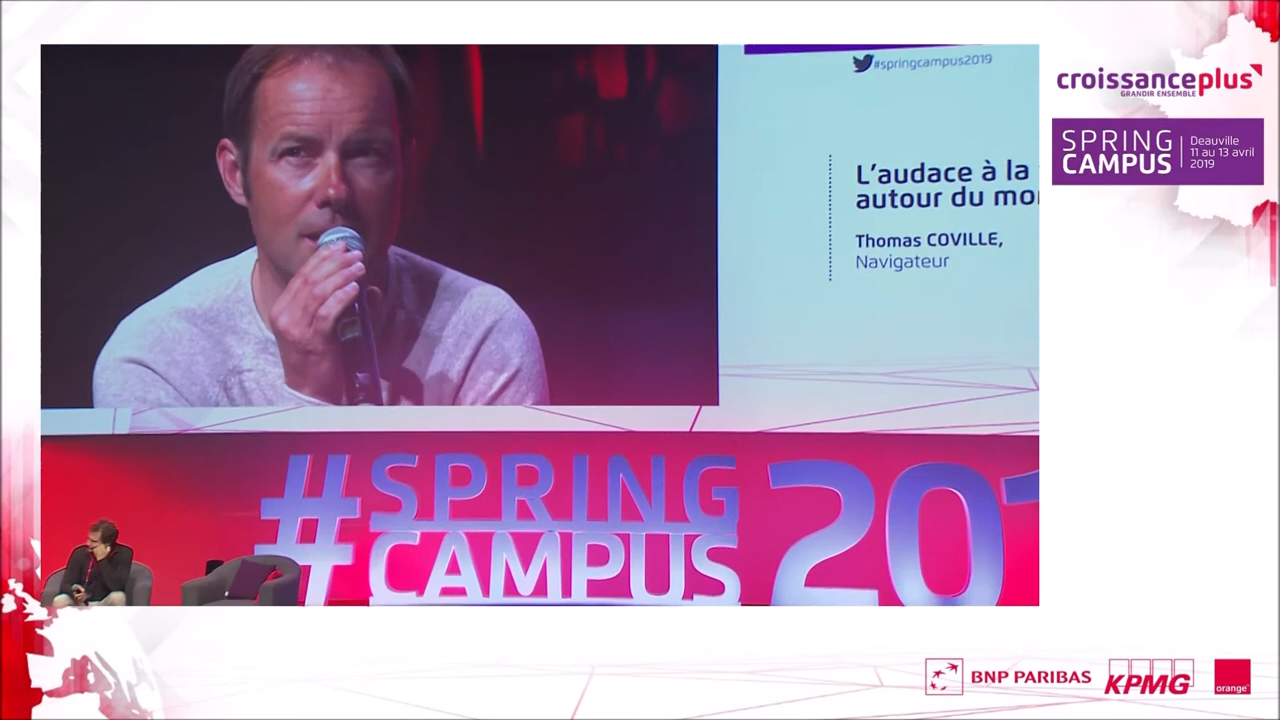 #springcampus2019
L'audace à la
autour du mo
Thomas COVILLE,
Navigateur
#SPRING
CAMPUS
201
croissanceplus
GRANDIR ENSEMBLE
SPRING
CAMPUS
Deauville
11 au 13 avril
2019
BNP PARIBAS
KPMG
orange